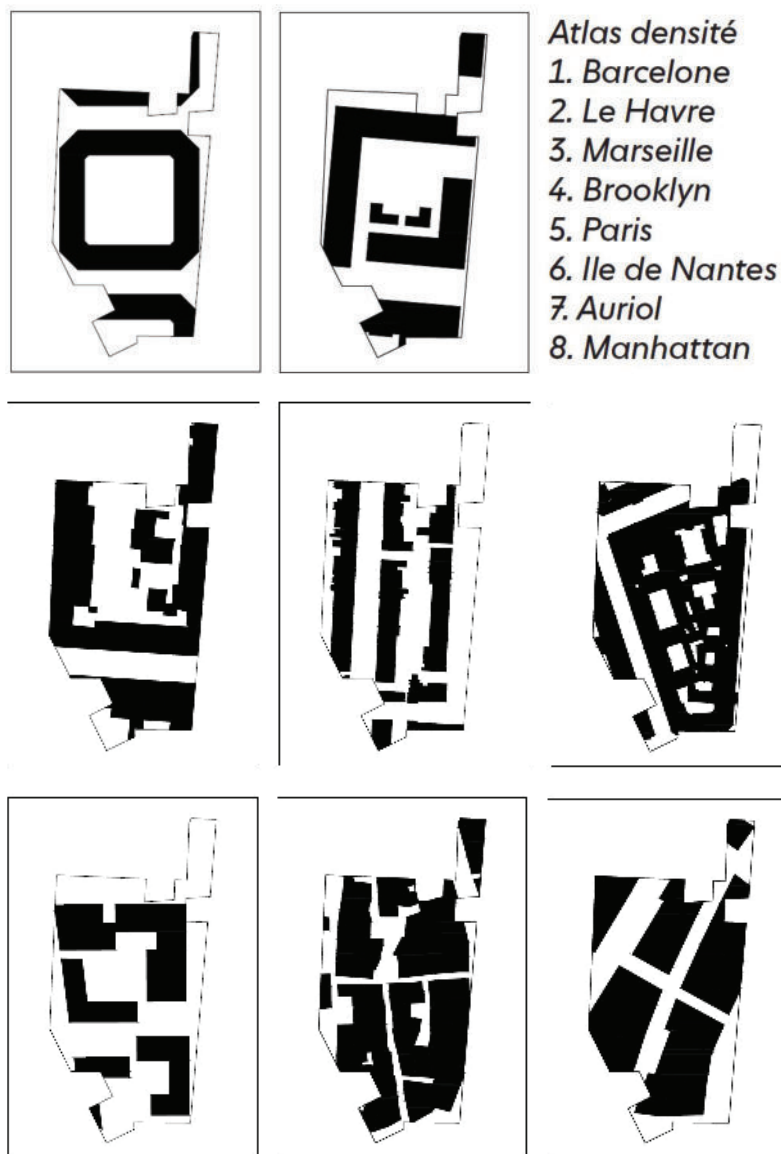 Atlas densité
1. Barcelone
2. Le Havre
3. Marseille
4. Brooklyn
5. Paris
6. Ile de Nantes
7. Auriol
8. Manhattan